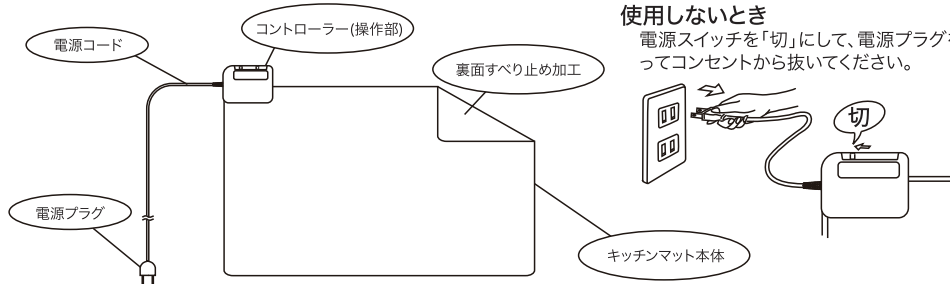 電源コード
コントローラー(操作部)
裏面すべり止め加工
電源プラグ
キッチンマット本体
使用しないとき
電源スイッチを「切」にして、電源プラグ
ってコンセントから抜いてください。
切